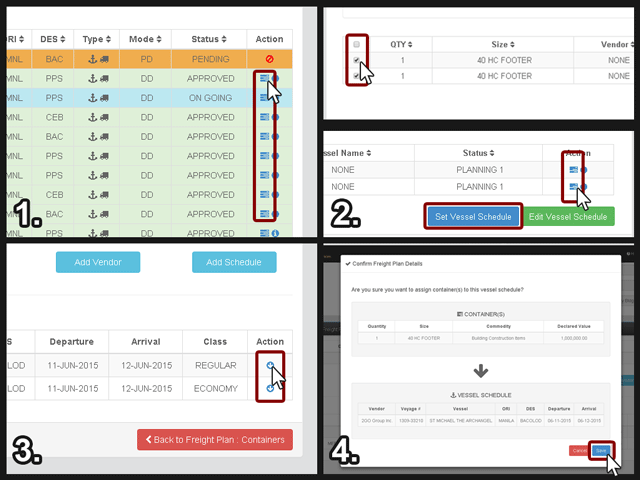 ORI DES Type Mode Status Action
MNL BAC PD PENDING
MNL PPS DD APPROVED
MNL PPS DD ON GOING
MNL CEB DD APPROVED
MNL BAC DD APPROVED
MNL PPS DD APPROVED
MNL PPS DD APPROVED
MNL CEB DD APPROVED
MNL BAC DD APPROVED
MNL PPS DD APPROVED
1.
QTY Size Vendor
1 40 HC FOOTER NONE
1 40 HC FOOTER NONE
ssel Name Status Action
NONE PLANNING 1
NONE PLANNING 1
Set Vessel Schedule Edit Vessel Schedule
2.
Add Vendor Add Schedule
S Departure Arrival Class Action
OLOD 11-JUN-2015 12-JUN-2015 REGULAR
OLOD 11-JUN-2015 12-JUN-2015 ECONOMY
Back to Freight Plan : Containers
3.
Confirm Freight Plan Details
Are you sure you want to assign container(s) to this vessel schedule?
CONTAINER(S)
Quantity Size Commodity Declared Value
1 40 HC FOOTER Building Construction Items 1,000,000.00
VESSEL SCHEDULE
Vendor Voyage # Vessel ORI DES Departure Arrival
2GO Group Inc ST MICHAEL THE ARCHANGEL MANILA BACOLOD 06-11-2015 06-12-2015
Cancel Save
4.